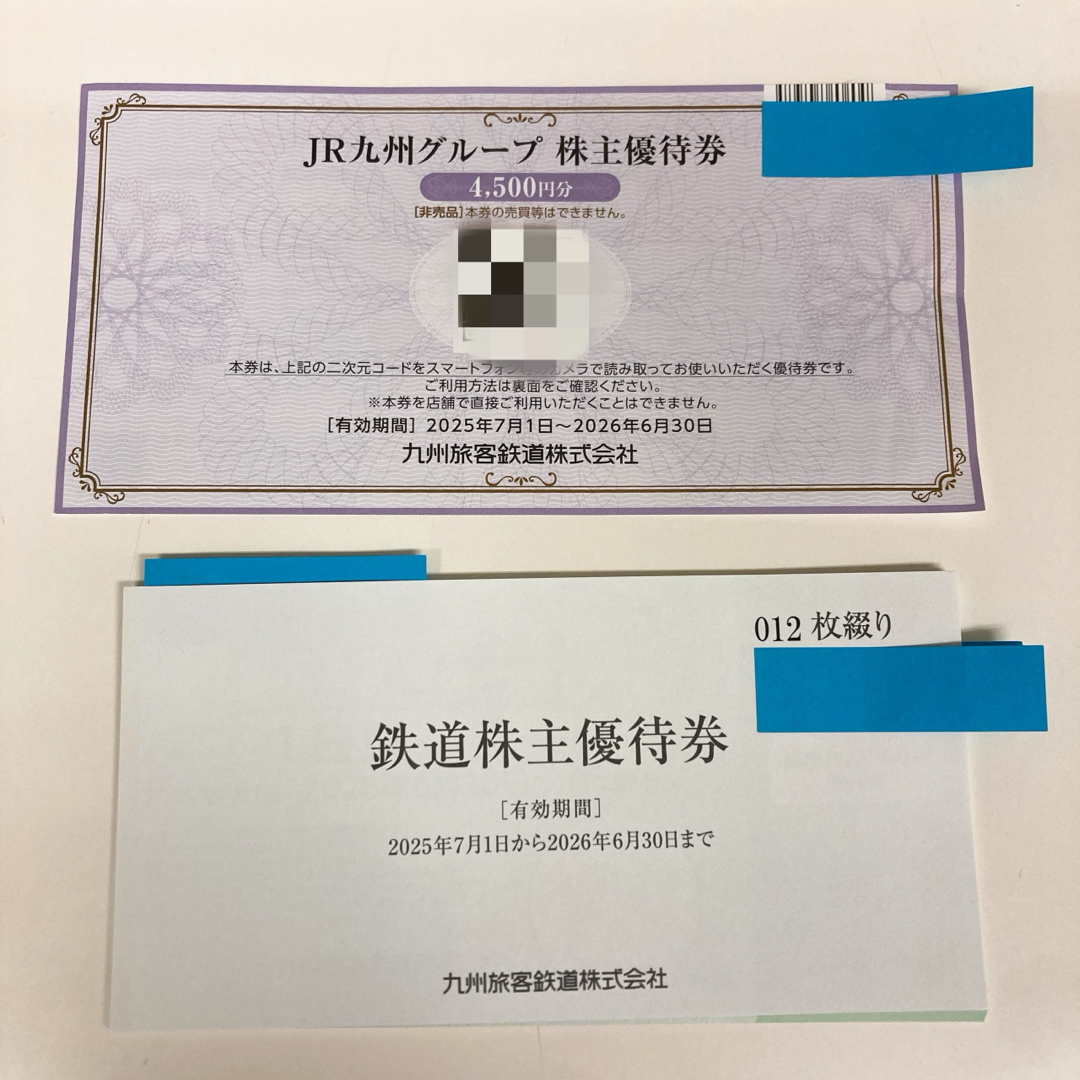 JR九州グループ 株主優待券
4,500円分
[非売品]本券の売買等はできません。
本券は、上記の二次元コードをスマートフォン等のカメラで読み取ってお使いいただく優待券です。
ご利用方法は裏面をご確認ください。
※本券を店舗で直接ご利用いただくことはできません。
[有効期間] 2025年7月1日～2026年6月30日
九州旅客鉄道株式会社
012 枚綴り
鉄道株主優待券
[有効期間]
2025年7月1日から2026年6月30日まで
九州旅客鉄道株式会社